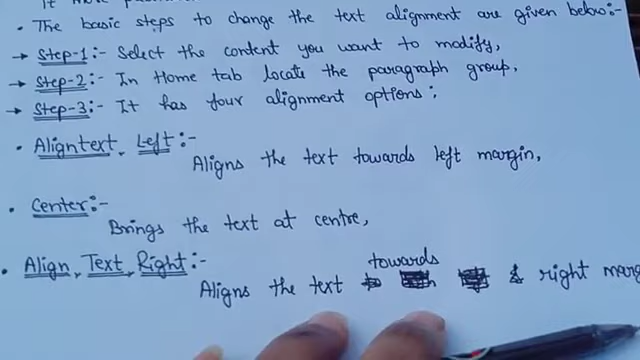 • The basic steps to change the text alignment are given below:-
→ Step-1:- Select the content you want to modify,
→ Step-2:- In Home tab locate the paragraph group.
→ Step-3:- It has four alignment options:
• Aligntext, Left:-
Aligns the text towards left margin,
• Center:-
Brings the text at centre,
• Align, Text, Right:-
towards
Aligns the text right